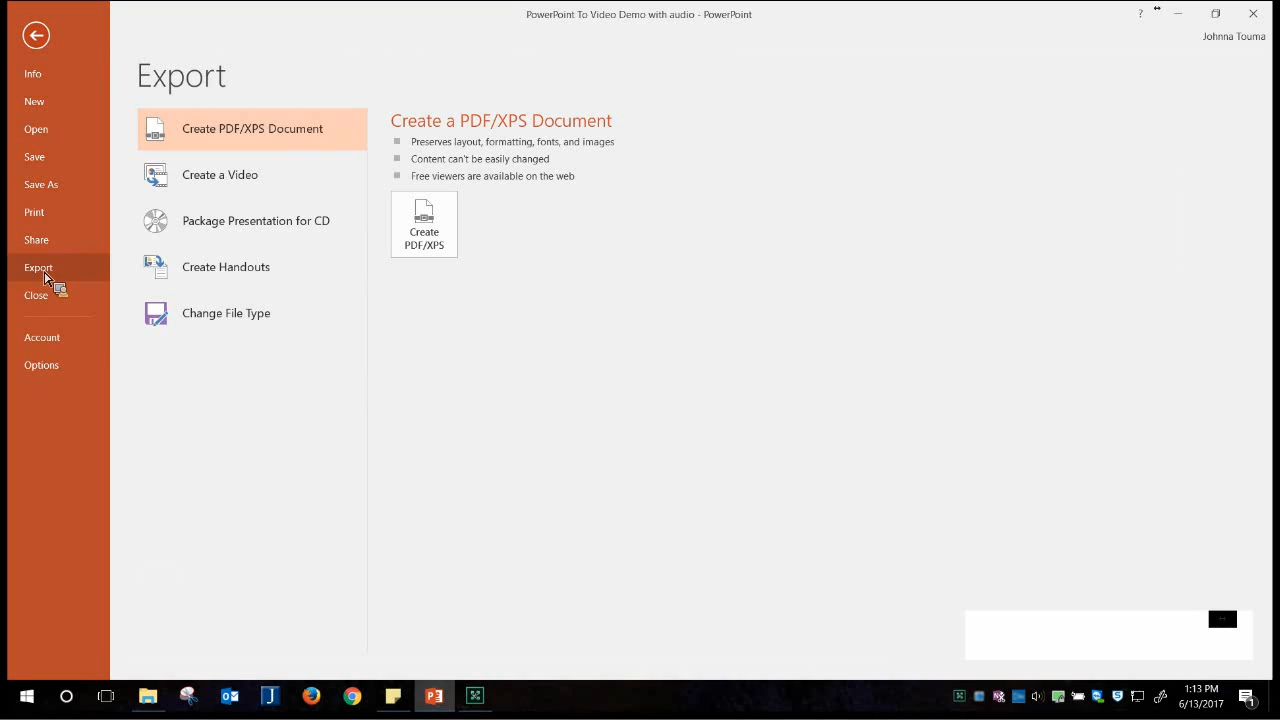 PowerPoint To Video Demo with audio - PowerPoint
?
Johnna Touma
Info
New
Open
Save
Save As
Print
Share
Export
Close
Account
Options
Export
Create PDF/XPS Document
Create a Video
Package Presentation for CD
Create Handouts
Change File Type
Create a PDF/XPS Document
Preserves layout, formatting, fonts, and images
Content can't be easily changed
Free viewers are available on the web
Create
PDF/XPS
1:13 PM
6/13/2017